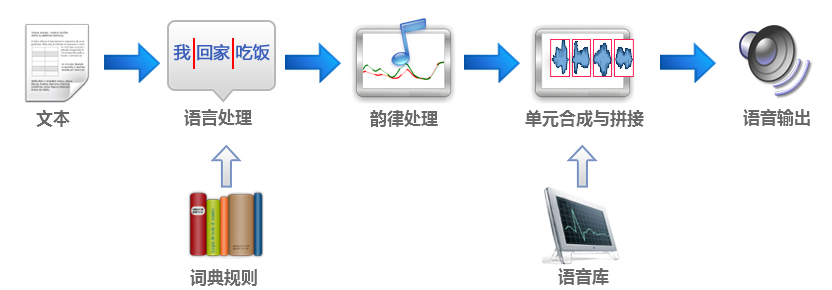 我 回家 吃饭
文本
语言处理
韵律处理
单元合成与拼接
语音输出
词典规则
语音库